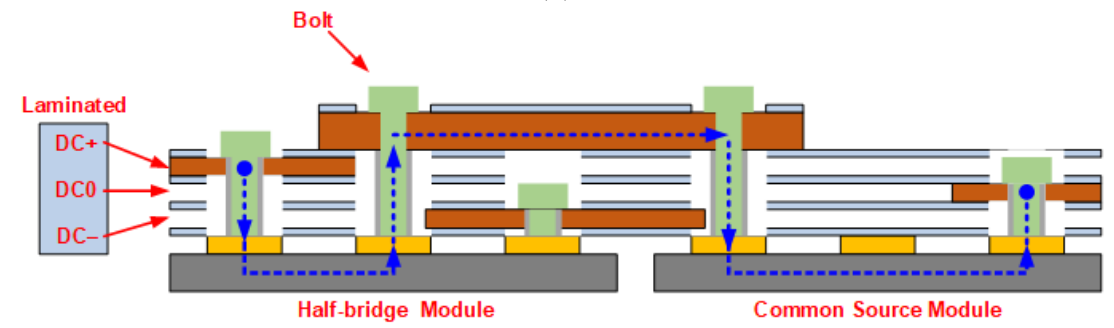 Bolt
Laminated
DC+
DC0
DC−
Half-bridge Module
Common Source Module